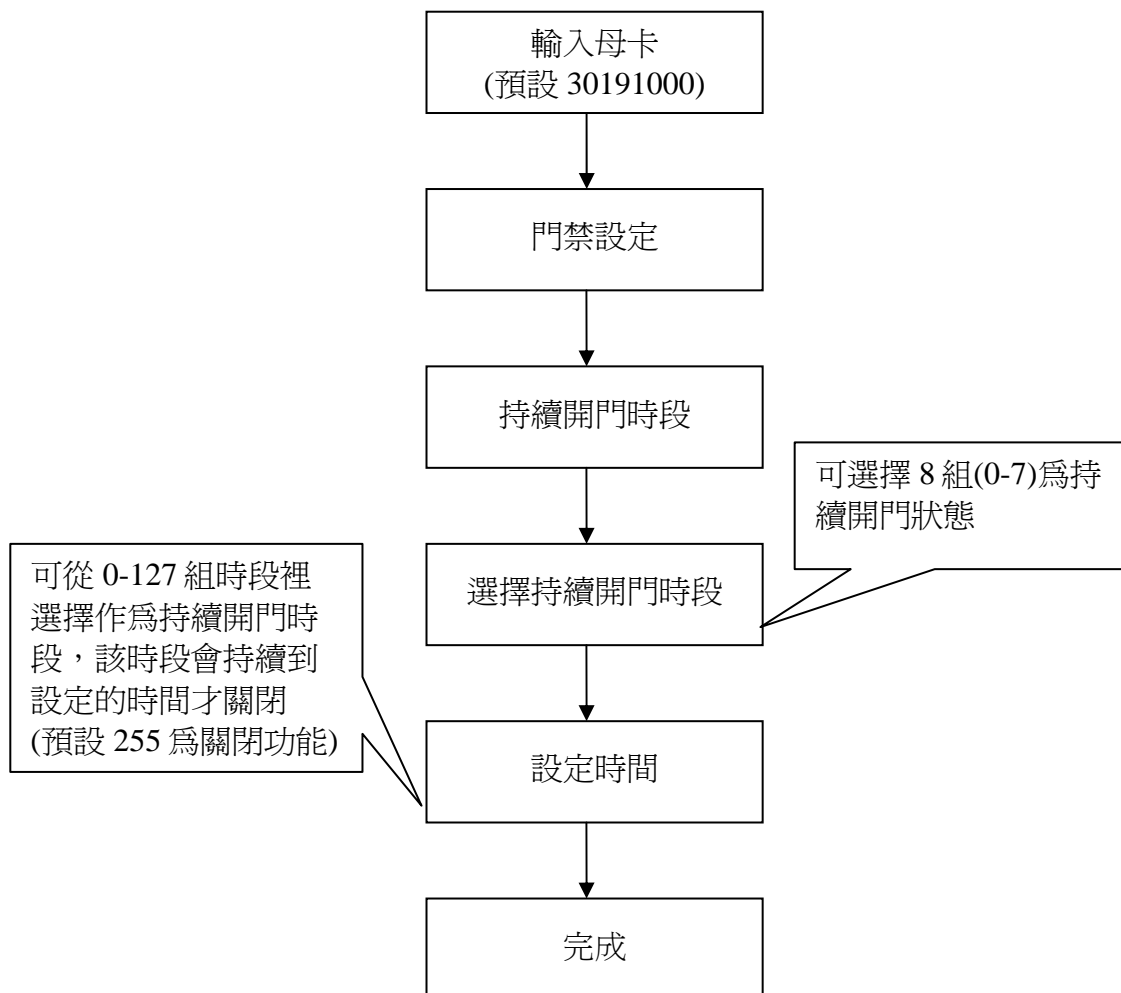 輸入母卡
(預設 30191000)
門禁設定
持續開門時段
可選擇 8 組(0-7)為持
續開門狀態
選擇持續開門時段
可從 0-127 組時段裡
選擇作為持續開門時
段，該時段會持續到
設定的時間才關閉
(預設 255 為關閉功能)
設定時間
完成